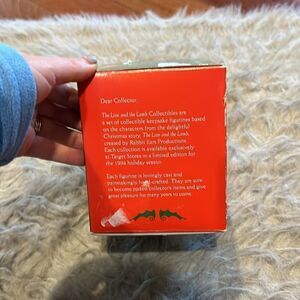 Dear Collector,
The Lion and the Lamb Collectibles are
a set of collectible keepsake figurines based
on the characters from the delightful
Christmas story, The Lion and the Lamb,
created by Rabbit Ears Productions.
Each collection is available exclusively
at Target Stores in a limited edition for
the 1994 holiday season.
Each figurine is lovingly cast and
painstakingly hand-crafted. They are sure
to become prized collector's items and give
great pleasure for many years to come.